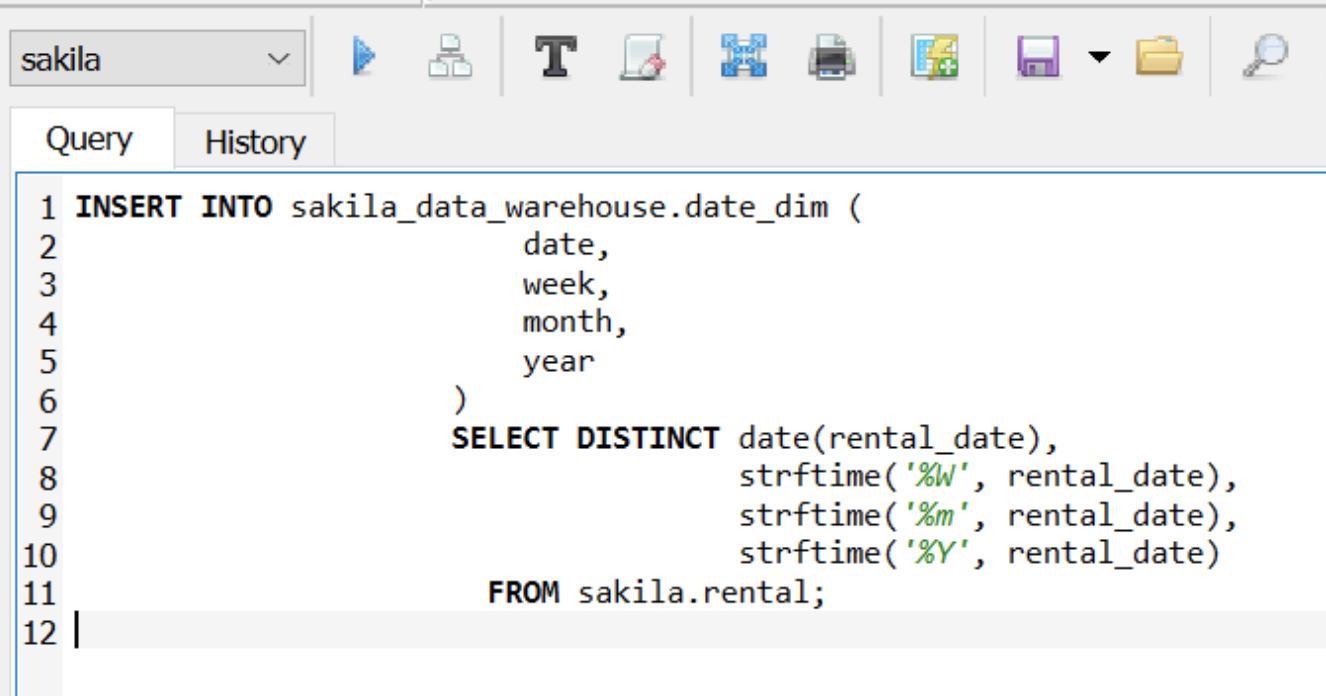 sakila
Query History
1 INSERT INTO sakila_data_warehouse.date_dim (
2 date,
3 week,
4 month,
5 year
6 )
7 SELECT DISTINCT date(rental_date),
8 strftime('%W', rental_date),
9 strftime('%m', rental_date),
10 strftime('%Y', rental_date)
11 FROM sakila.rental;
12